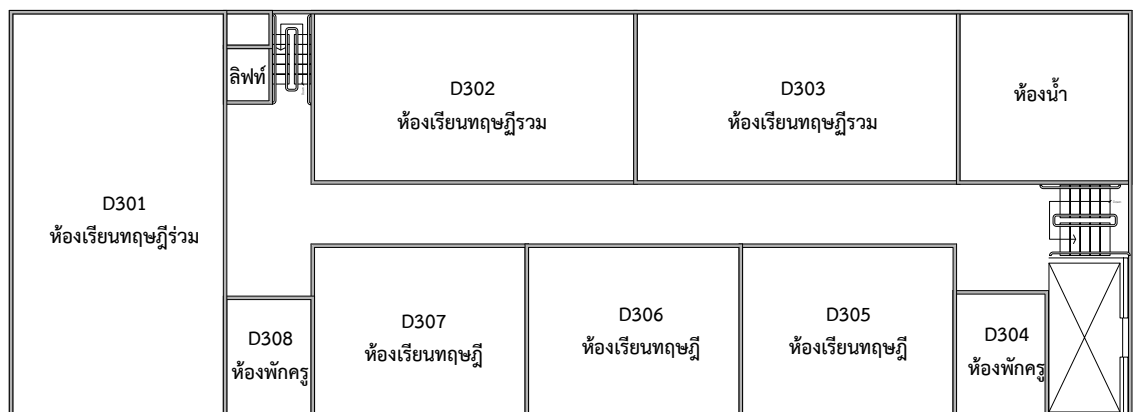 ลิฟท์
D302
ห้องเรียนทฤษฎีรวม
D303
ห้องเรียนทฤษฎีรวม
ห้องน้ำ
D301
ห้องเรียนทฤษฎีร่วม
D308
ห้องพักครู
D307
ห้องเรียนทฤษฎี
D306
ห้องเรียนทฤษฎี
D305
ห้องเรียนทฤษฎี
D304
ห้องพักครู